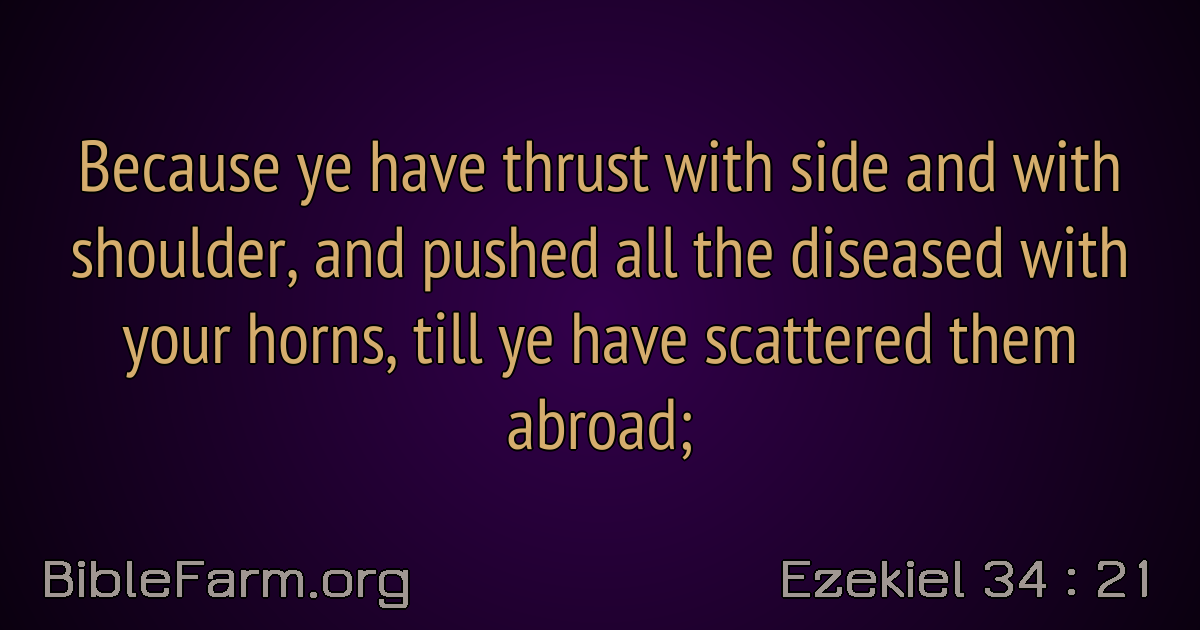 Because ye have thrust with side and with
shoulder, and pushed all the diseased with
your horns, till ye have scattered them
abroad;
BibleFarm.org
Ezekiel 34 : 21